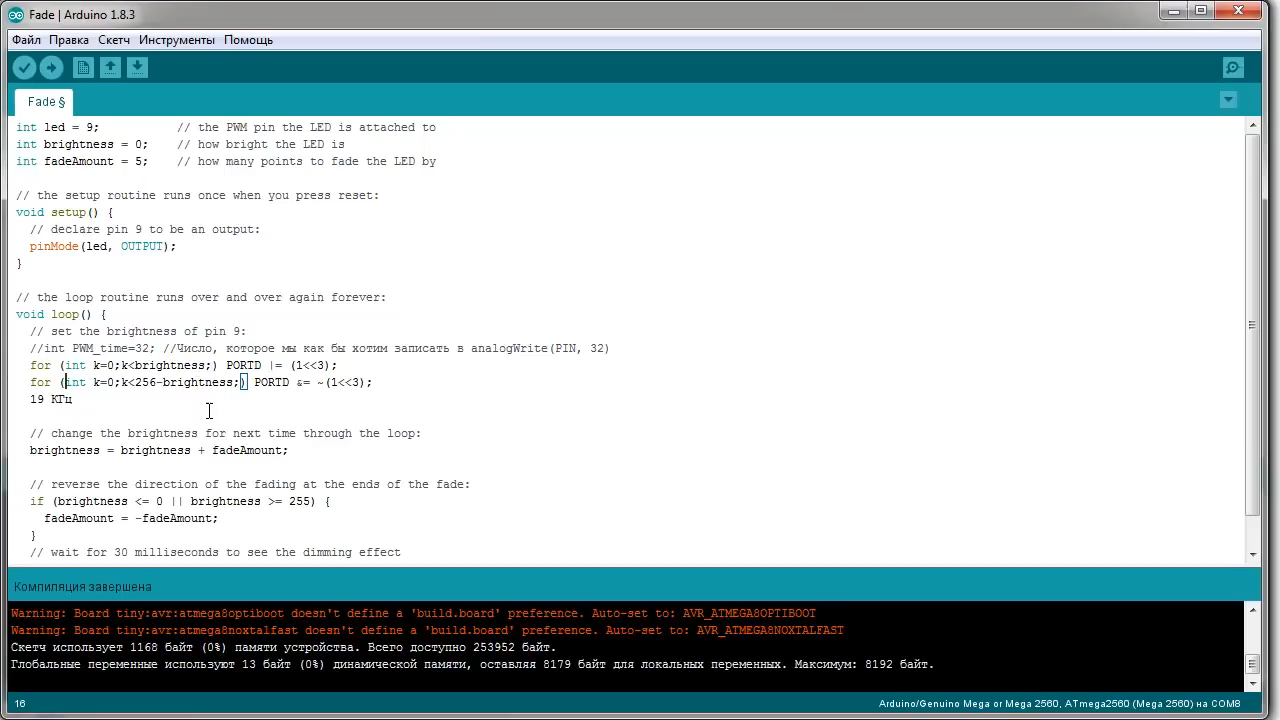 Fade | Arduino 1.8.3
Файл Правка Скетч Инструменты Помощь
Fade §
int led = 9;           // the PWM pin the LED is attached to
int brightness = 0;    // how bright the LED is
int fadeAmount = 5;    // how many points to fade the LED by
// the setup routine runs once when you press reset:
void setup() {
  // declare pin 9 to be an output:
  pinMode(led, OUTPUT);
}
// the loop routine runs over and over again forever:
void loop() {
  // set the brightness of pin 9:
  //int PWM_time=32; //Число, которое мы как бы хотим записать в analogWrite(PIN, 32)
  for (int k=0;k<brightness;) PORTD |= (1<<3);
  for (int k=0;k<256-brightness;) PORTD &= ~(1<<3);
  19 КГц
  // change the brightness for next time through the loop:
  brightness = brightness + fadeAmount;
  // reverse the direction of the fading at the ends of the fade:
  if (brightness <= 0 || brightness >= 255) {
    fadeAmount = -fadeAmount;
  }
  // wait for 30 milliseconds to see the dimming effect
Компиляция завершена
Warning: Board tiny:avr:atmega8optiboot doesn't define a 'build.board' preference. Auto-set to: AVR_ATMEGA8OPTIBOOT
Warning: Board tiny:avr:atmega8noxtalfast doesn't define a 'build.board' preference. Auto-set to: AVR_ATMEGA8NOXTALFAST
Скетч использует 1168 байт (0%) памяти устройства. Всего доступно 253952 байт.
Глобальные переменные используют 13 байт (0%) динамической памяти, оставляя 8179 байт для локальных переменных. Максимум: 8192 байт.
16 Arduino/Genuino Mega or Mega 2560, ATmega2560 (Mega 2560) на COM8